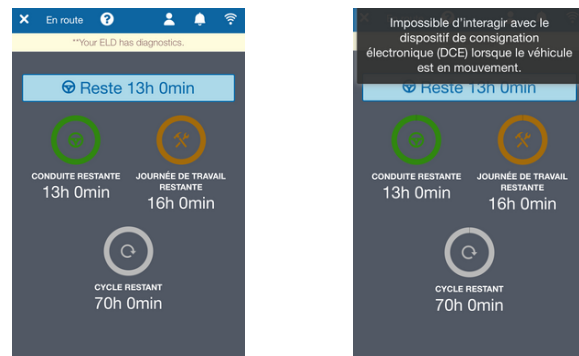 En route
**Your ELD has diagnostics.
Reste 13h 0min
CONDUITE RESTANTE
13h 0min
JOURNÉE DE TRAVAIL
RESTANTE
16h 0min
CYCLE RESTANT
70h 0min
Impossible d'interagir avec le
dispositif de consignation
électronique (DCE) lorsque le véhicule
est en mouvement.
Reste 13h 0min
CONDUITE RESTANTE
13h 0min
JOURNÉE DE TRAVAIL
RESTANTE
16h 0min
CYCLE RESTANT
70h 0min